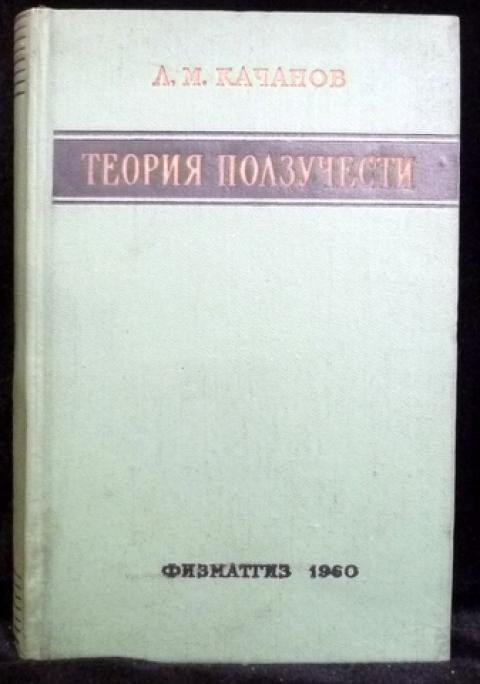 Л. М. КАЧАНОВ
ТЕОРИЯ ПОЛЗУЧЕСТИ
ФИЗМАТГИЗ 1960